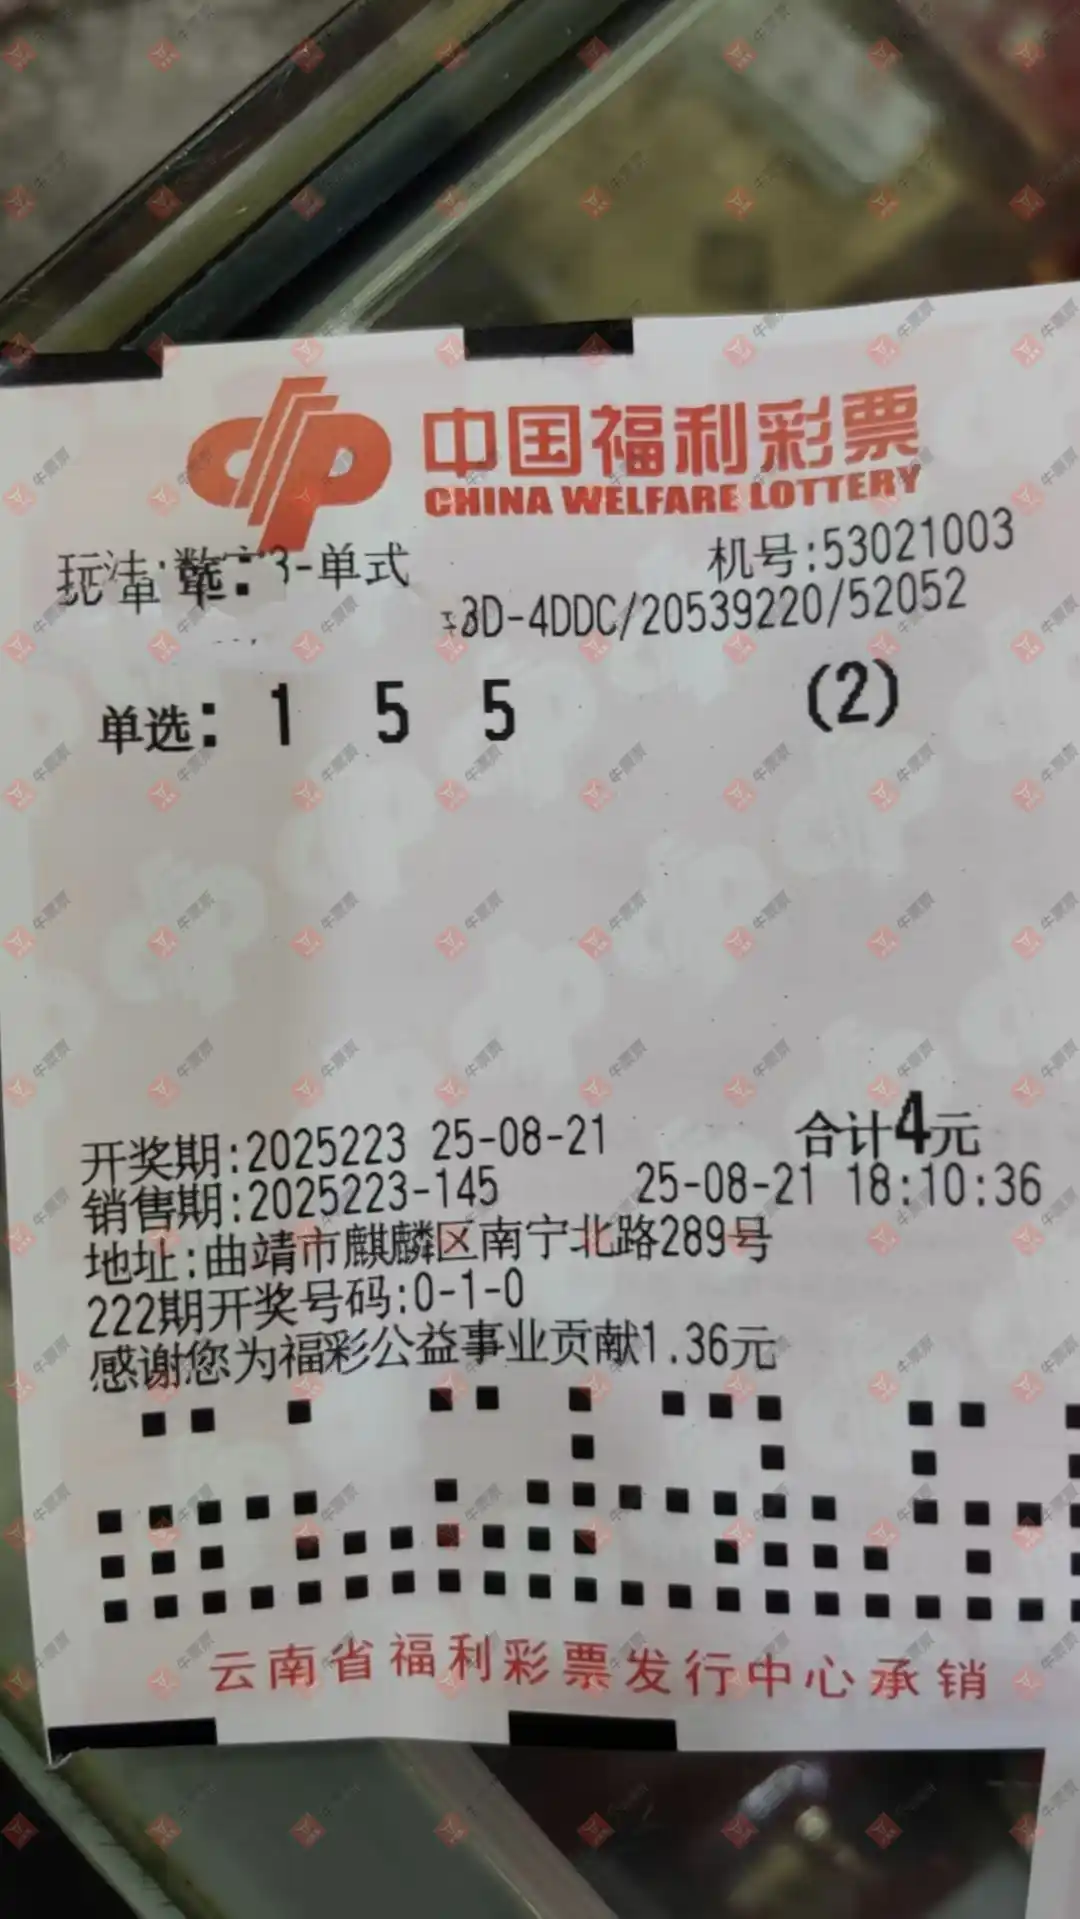 中国福利彩票
CHINA WELFARE LOTTERY
机号:53021003
3-单式
3D-4DDC/20539220/52052
单选: 1 5 5 (2)
开奖期:2025223 25-08-21 合计4元
销售期:2025223-145 25-08-21 18:10:36
地址:曲靖市麒麟区南宁北路289号
222期开奖号码:0-1-0
感谢您为福彩公益事业贡献1.36元
云南省福利彩票发行中心承销
牛票票